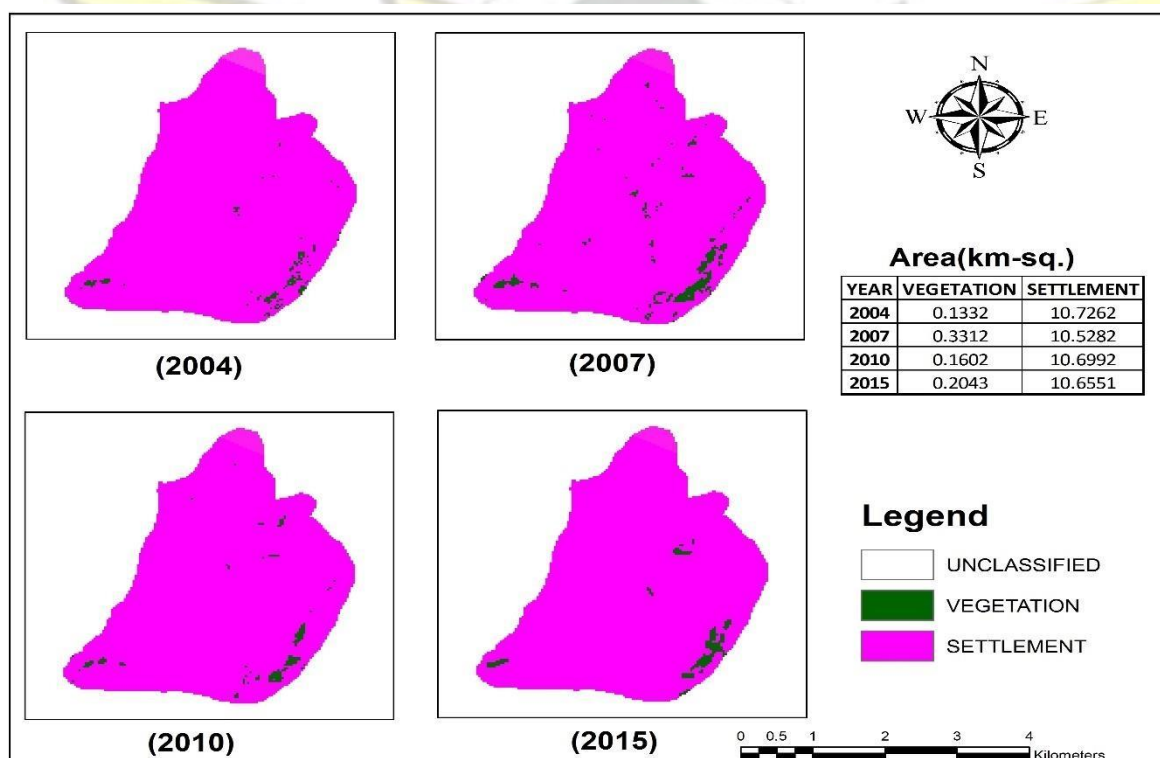 N
W E
S
Area(km-sq.)
YEAR VEGETATION SETTLEMENT
2004 0.1332 10.7262
2007 0.3312 10.5282
2010 0.1602 10.6992
2015 0.2043 10.6551
(2004) (2007)
Legend
UNCLASSIFIED
VEGETATION
SETTLEMENT
(2010) (2015)
0 0.5 1 2 3 4
Kilometers